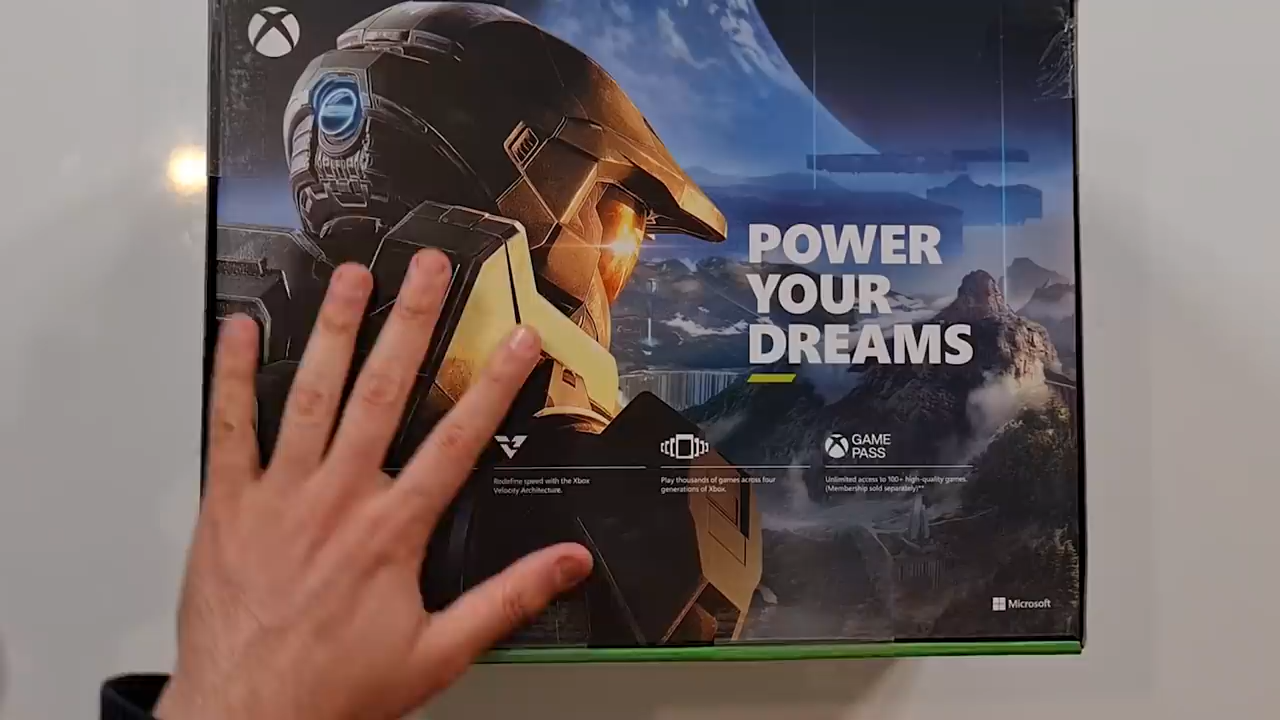 POWER
YOUR
DREAMS
GAME
PASS
Redefine speed with the Xbox
Velocity Architecture.
Play thousands of games across four
generations of Xbox.
Unlimited access to 100+ high-quality games.
(Membership sold separately)**
Microsoft